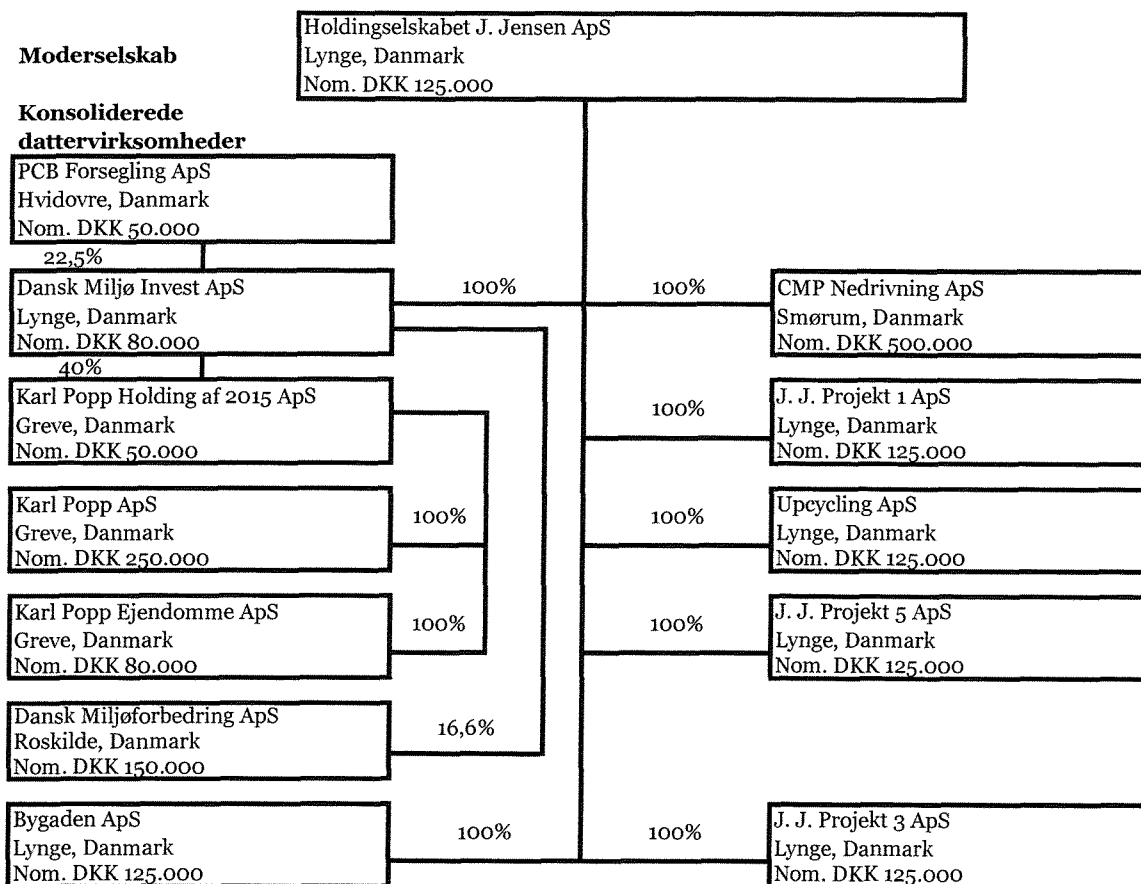 Moderselskab
Holdingselskabet J. Jensen ApS
Lynge, Danmark
Nom. DKK 125.000
Konsoliderede
dattervirksomheder
PCB Forsegling ApS
Hvidovre, Danmark
Nom. DKK 50.000
22,5%
Dansk Miljø Invest ApS
Lynge, Danmark
Nom. DKK 80.000
100%
100%
CMP Nedrivning ApS
Smørum, Danmark
Nom. DKK 500.000
40%
Karl Popp Holding af 2015 ApS
Greve, Danmark
Nom. DKK 50.000
100%
J. J. Projekt 1 ApS
Lynge, Danmark
Nom. DKK 125.000
Karl Popp ApS
Greve, Danmark
Nom. DKK 250.000
100%
100%
Upcycling ApS
Lynge, Danmark
Nom. DKK 125.000
Karl Popp Ejendomme ApS
Greve, Danmark
Nom. DKK 80.000
100%
100%
J. J. Projekt 5 ApS
Lynge, Danmark
Nom. DKK 125.000
Dansk Miljøforbedring ApS
Roskilde, Danmark
Nom. DKK 150.000
16,6%
Bygaden ApS
Lynge, Danmark
Nom. DKK 125.000
100%
100%
J. J. Projekt 3 ApS
Lynge, Danmark
Nom. DKK 125.000